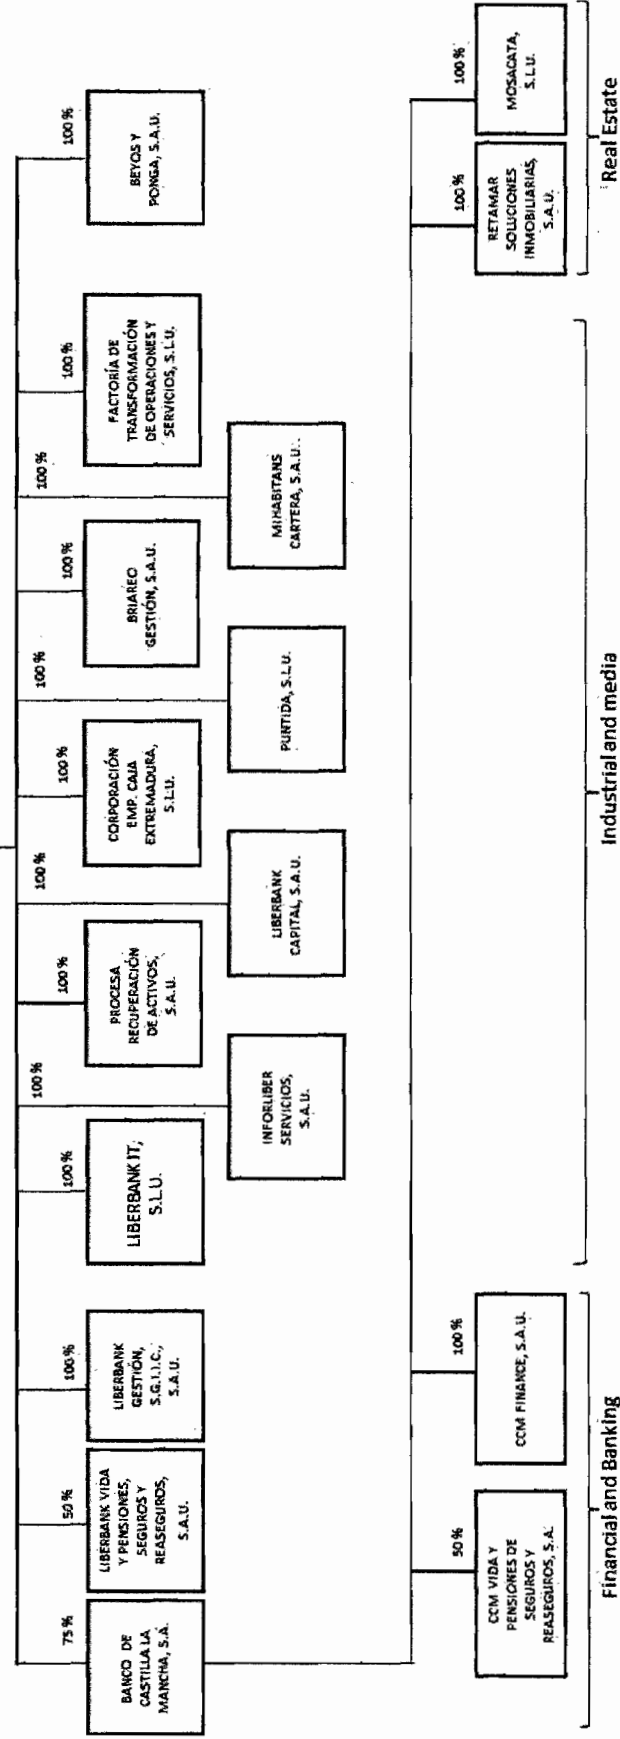 75%
BANCO DE
CASTILLA LA
MANCHA, S.A.
50%
LIBERBANK VIDA
Y PENSIONES,
SEGUROS Y
REASEGUROS,
S.A.U.
100%
LIBERBANK
GESTIÓN,
S.G.I.I.C.,
S.A.U.
100%
LIBERBANK IT,
S.L.U.
100%
INFORLIBER
SERVICIOS,
S.A.U.
100%
PROCESA
RECUPERACIÓN
DE ACTIVOS,
S.A.U.
100%
LIBERBANK
CAPITAL, S.A.U.
100%
CORPORACIÓN
EMP. CAJA
EXTREMADURA,
S.L.U.
100%
PUNTIDA, S.L.U.
100%
BRIAREO
GESTIÓN, S.A.U.
100%
MIHABITANS
CARTERA, S.A.U.
100%
FACTORÍA DE
TRANSFORMACIÓN
DE OPERACIONES Y
SERVICIOS, S.L.U.
100%
BEYOS Y
PONGA, S.A.U.
50%
CCM VIDA Y
PENSIONES DE
SEGUROS Y
REASEGUROS, S.A.
100%
CCM FINANCE, S.A.U.
100%
RETAMAR
SOLUCIONES
INMOBILIARIAS,
S.A.U.
100%
MOSACATA,
S.L.U.
Financial and Banking
Industrial and media
Real Estate